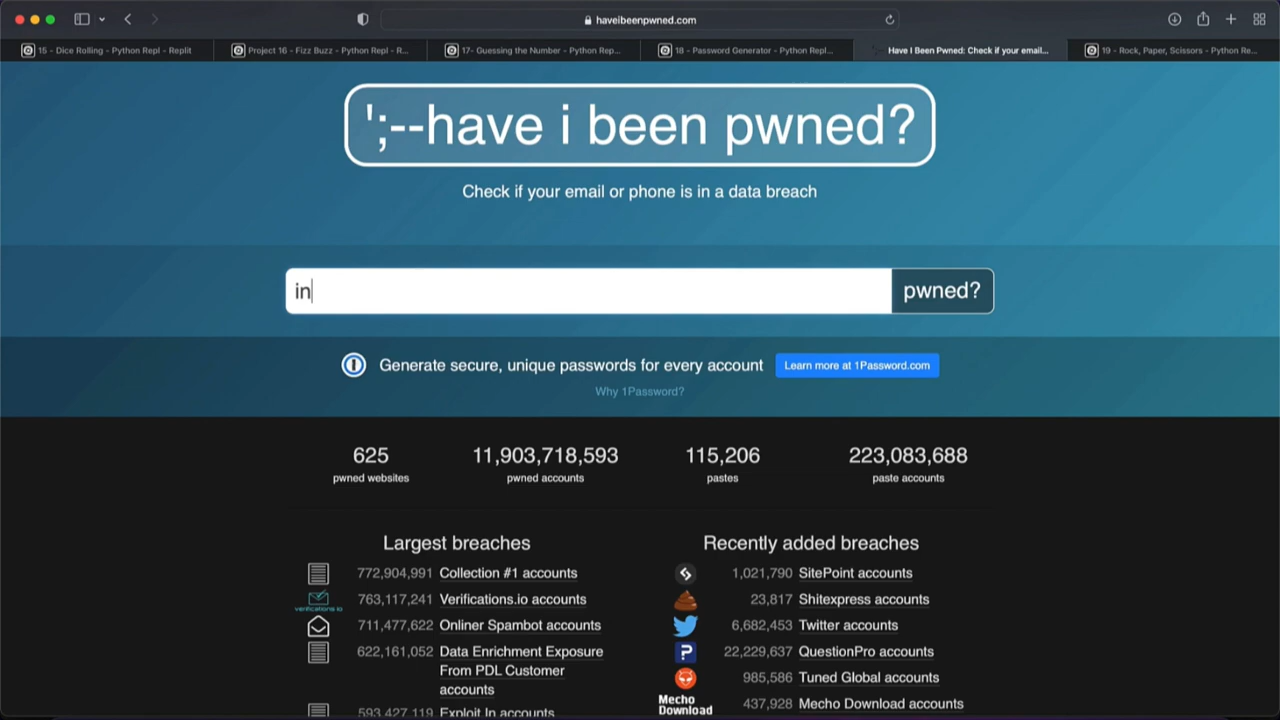 haveibeenpwned.com
15 - Dice Rolling - Python Repl - Replit
Project 16 - Fizz Buzz - Python Repl - R...
17- Guessing the Number - Python Rep...
18 - Password Generator - Python Repl...
Have I Been Pwned: Check if your email...
19 - Rock, Paper, Scissors - Python Re...
';--have i been pwned?
Check if your email or phone is in a data breach
in
pwned?
Generate secure, unique passwords for every account
Learn more at 1Password.com
Why 1Password?
625
pwned websites
11,903,718,593
pwned accounts
115,206
pastes
223,083,688
paste accounts
Largest breaches
772,904,991 Collection #1 accounts
verifications io
763,117,241 Verifications.io accounts
711,477,622 Onliner Spambot accounts
622,161,052 Data Enrichment Exposure
From PDL Customer
accounts
593,427,119 Exploit.In accounts
Recently added breaches
1,021,790 SitePoint accounts
23,817 Shitexpress accounts
6,682,453 Twitter accounts
22,229,637 QuestionPro accounts
985,586 Tuned Global accounts
Mecho
Download
437,928 Mecho Download accounts